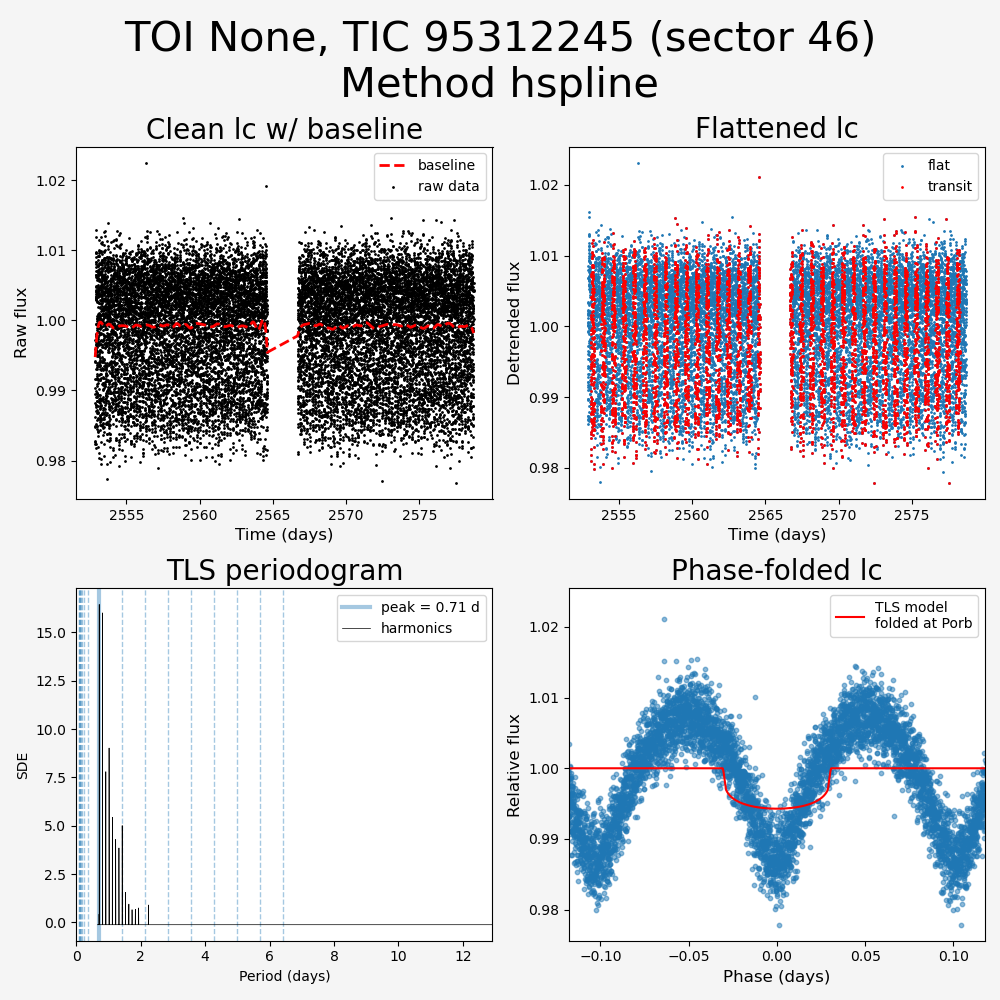 TOI None, TIC 95312245 (sector 46)
Method hspline
Clean lc w/ baseline
baseline
raw data
1.02
1.01
1.00
0.99
0.98
Raw flux
2555 2560 2565 2570 2575
Time (days)
Flattened lc
flat
transit
1.02
1.01
1.00
0.99
0.98
Detrended flux
2555 2560 2565 2570 2575
Time (days)
TLS periodogram
peak = 0.71 d
harmonics
15.0
12.5
10.0
7.5
5.0
2.5
0.0
SDE
0 2 4 6 8 10 12
Period (days)
Phase-folded lc
TLS model
folded at Porb
1.02
1.01
1.00
0.99
0.98
Relative flux
−0.10 −0.05 0.00 0.05 0.10
Phase (days)